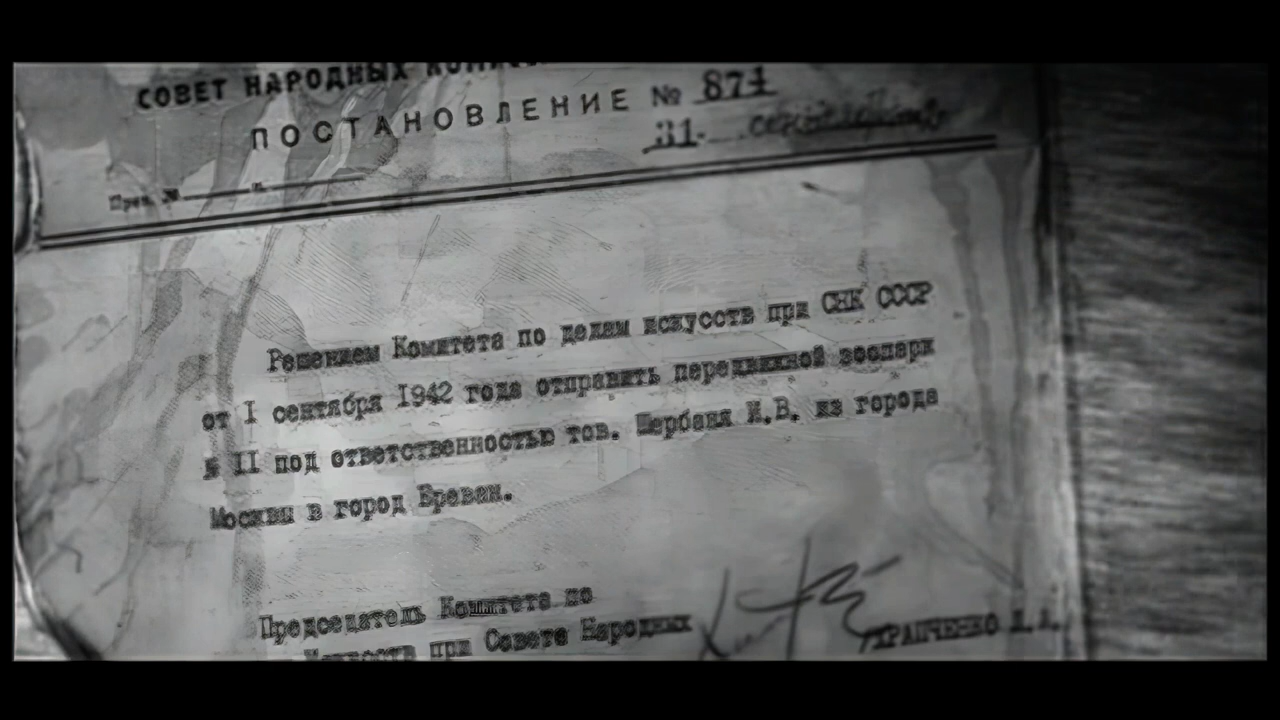 СОВЕТ НАРОДНЫХ
ПОСТАНОВЛЕНИЕ № 871
31.
Решением Комитета по делам искусств при СНК СССР
от I сентября 1942 года отправить передвижной зоопарк
№ II под ответственностью тов. Щербаня И.В. из города
Москвы в город Ереван.
Председатель Комитета по
при Совете Народных
ХРАПЧЕНКО